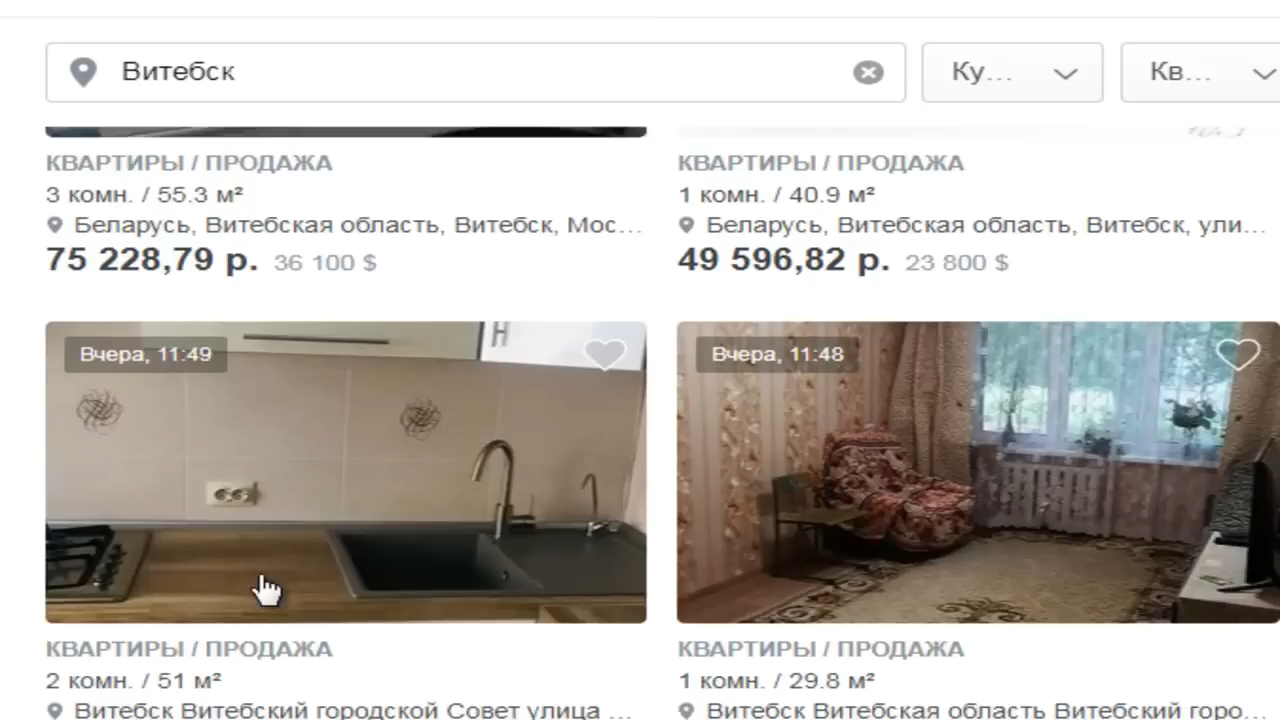 Витебск
Ку...
Кв...
КВАРТИРЫ / ПРОДАЖА
3 комн. / 55.3 м²
Беларусь, Витебская область, Витебск, Мос...
75 228,79 р. 36 100 $
КВАРТИРЫ / ПРОДАЖА
1 комн. / 40.9 м²
Беларусь, Витебская область, Витебск, ули...
49 596,82 р. 23 800 $
Вчера, 11:49
КВАРТИРЫ / ПРОДАЖА
2 комн. / 51 м²
Витебск Витебский городской Совет улица ...
Вчера, 11:48
КВАРТИРЫ / ПРОДАЖА
1 комн. / 29.8 м²
Витебск Витебская область Витебский горо...